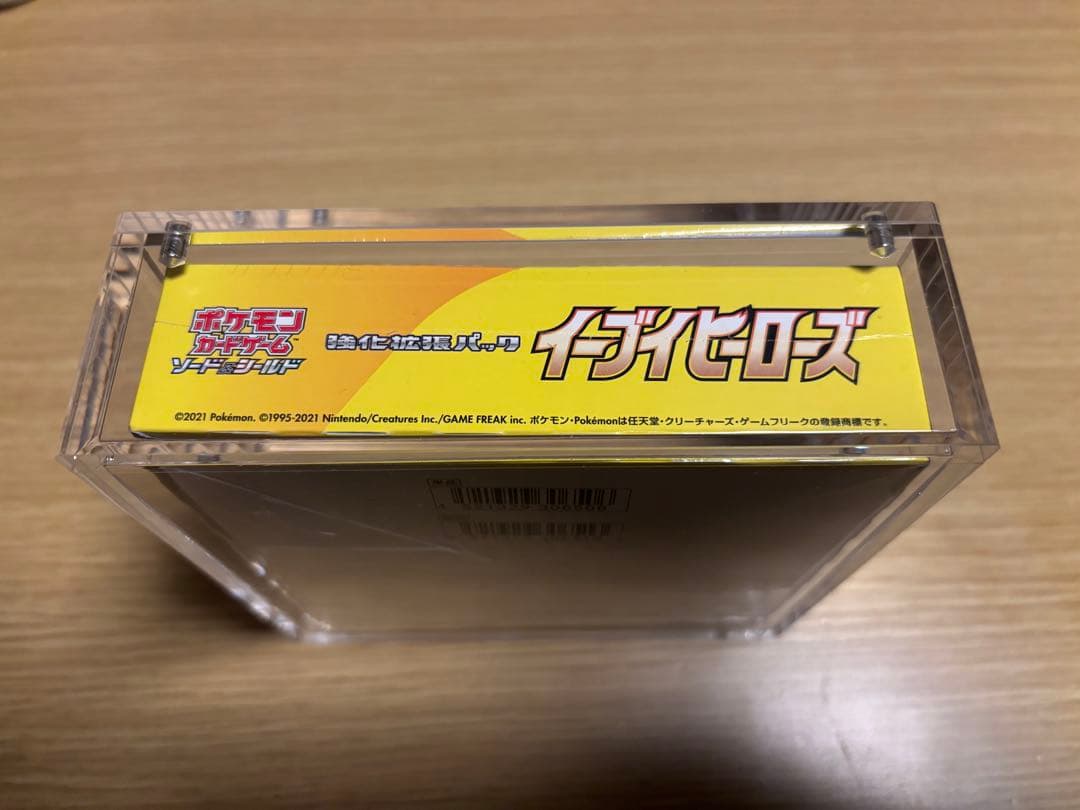 ポケモン
カードゲーム
ソード&シールド
強化拡張パック
イーブイヒーローズ
©2021 Pokémon. ©1995-2021 Nintendo/Creatures Inc./GAME FREAK inc. ポケモン・Pokémonは任天堂・クリーチャーズ・ゲームフリークの登録商標です。